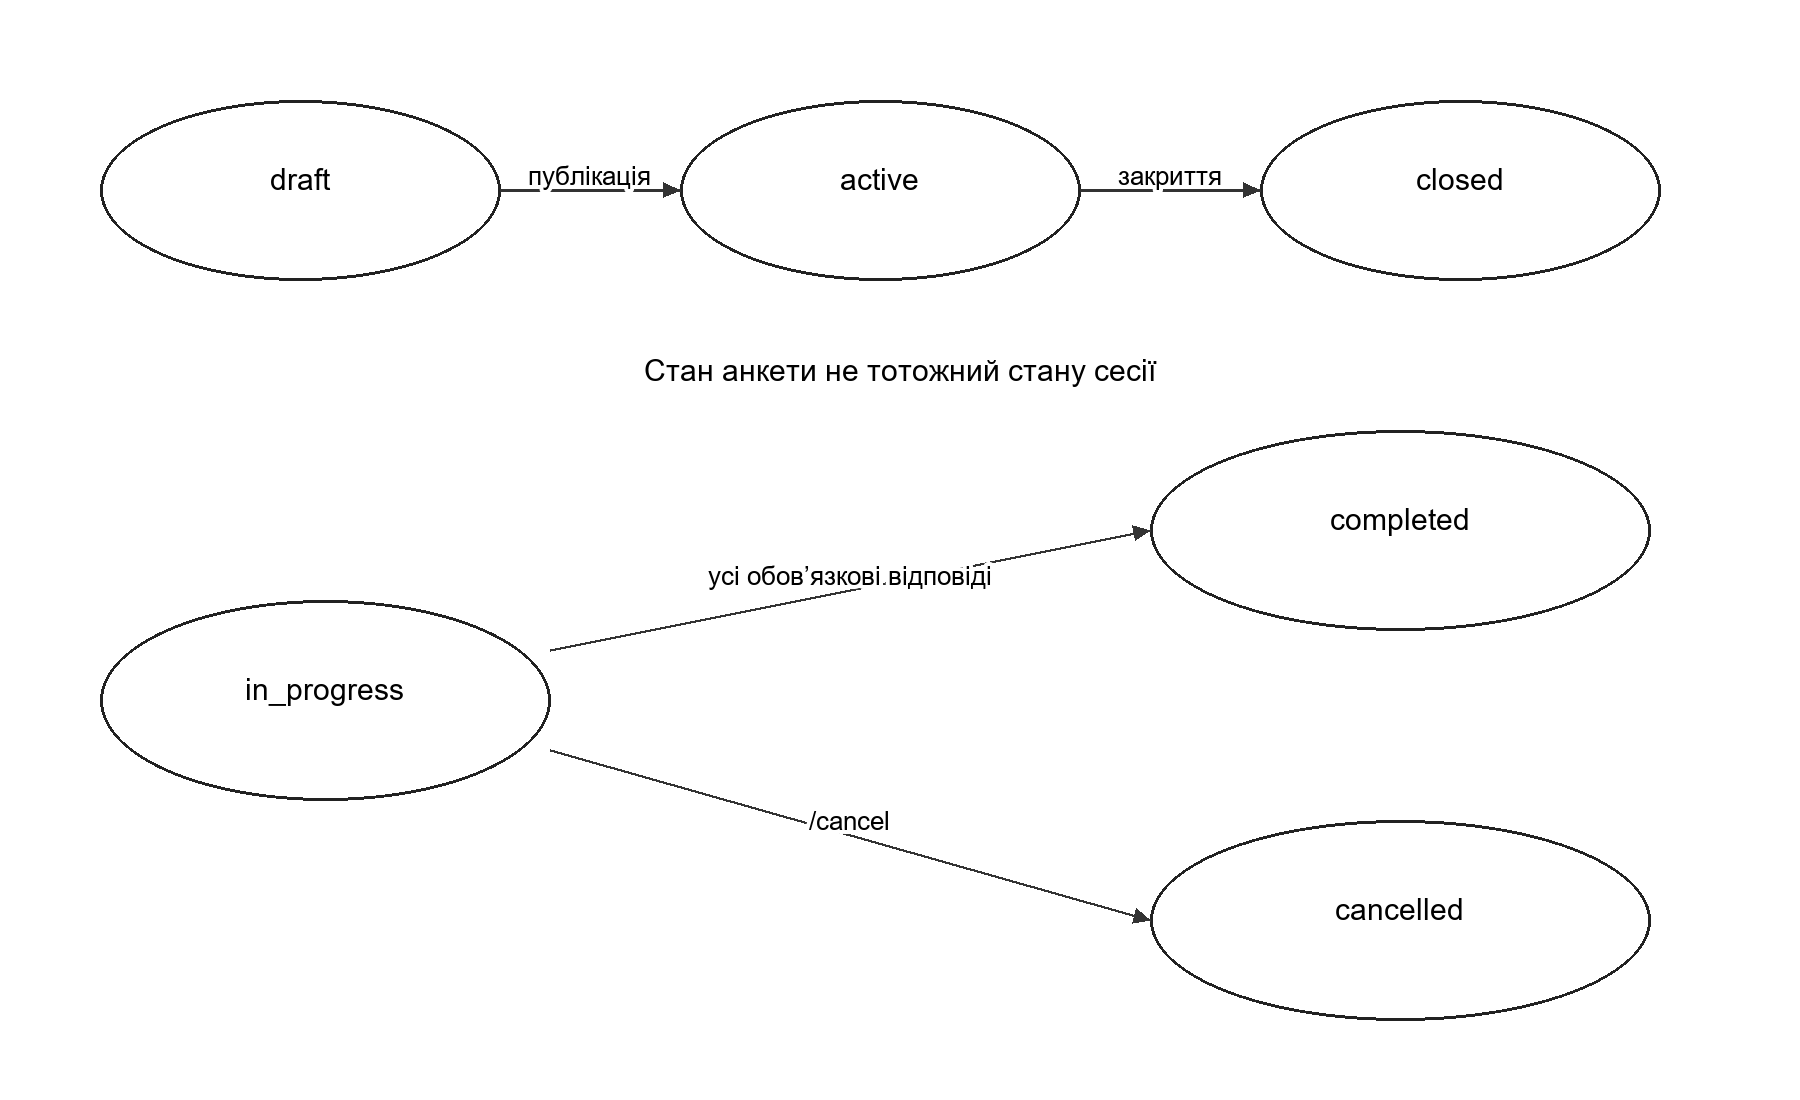 draft
публікація
active
закриття
closed
Стан анкети не тотожний стану сесії
completed
усі обов’язкові відповіді
in_progress
/cancel
cancelled